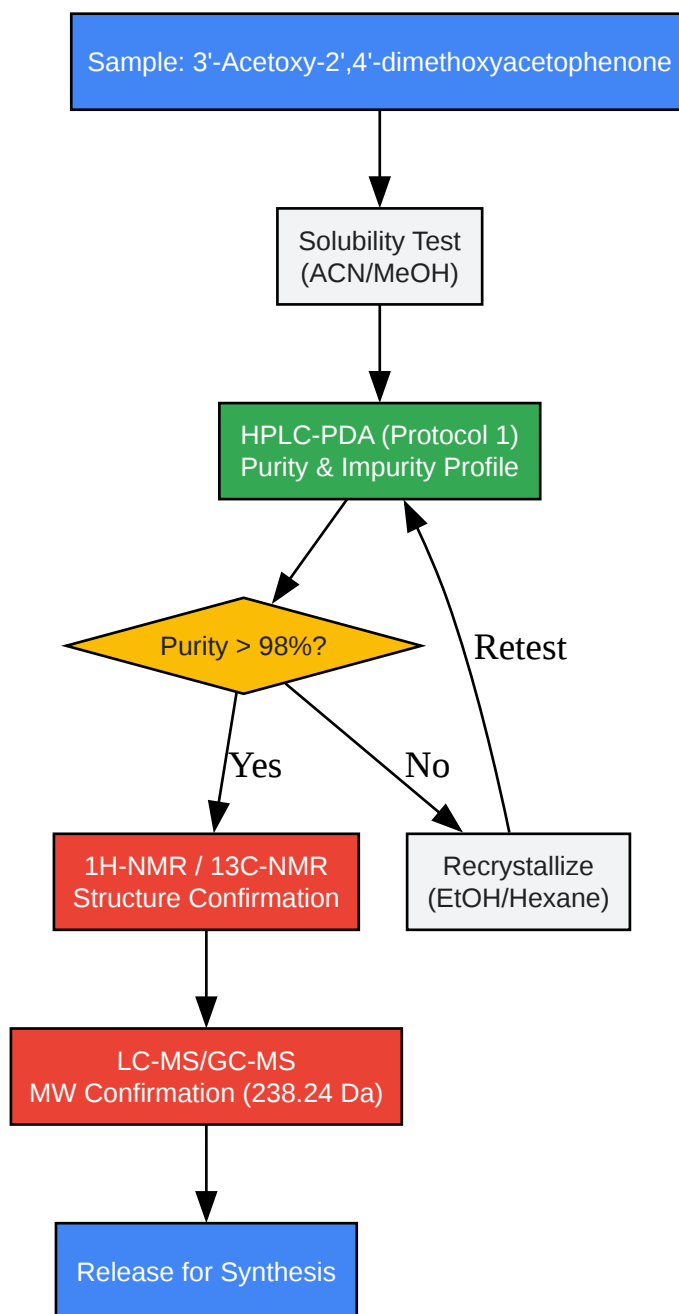 Sample: 3'-Acetoxy-2',4'-dimethoxyacetophenone
Solubility Test
(ACN/MeOH)
HPLC-PDA (Protocol 1)
Purity & Impurity Profile
Purity > 98%?
Retest
Yes
No
1H-NMR / 13C-NMR
Structure Confirmation
Recrystallize
(EtOH/Hexane)
LC-MS/GC-MS
MW Confirmation (238.24 Da)
Release for Synthesis